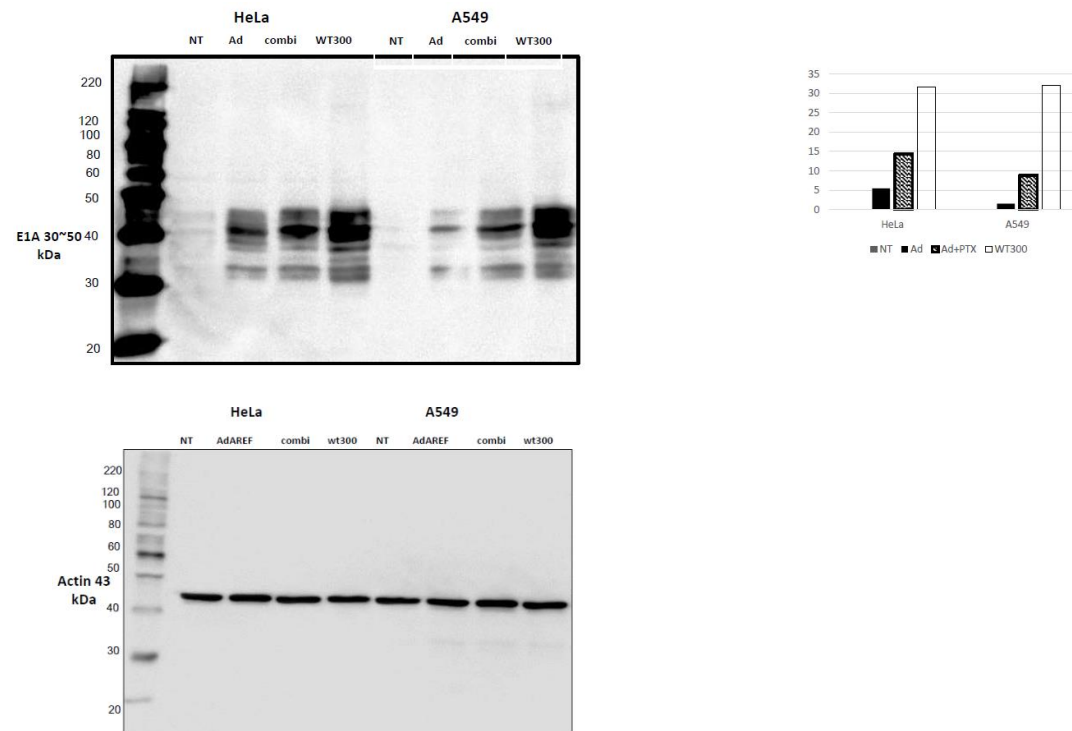 HeLa A549
NT Ad combi WT300 NT Ad combi WT300
220
120
100
80
60
50
E1A 30~50 40
kDa
30
20
35
30
25
20
15
10
5
0
HeLa A549
NT Ad Ad+PTX WT300
HeLa A549
NT AdAREF combi wt300 NT AdAREF combi wt300
220
120
100
80
60
50
Actin 43
kDa
40
30
20